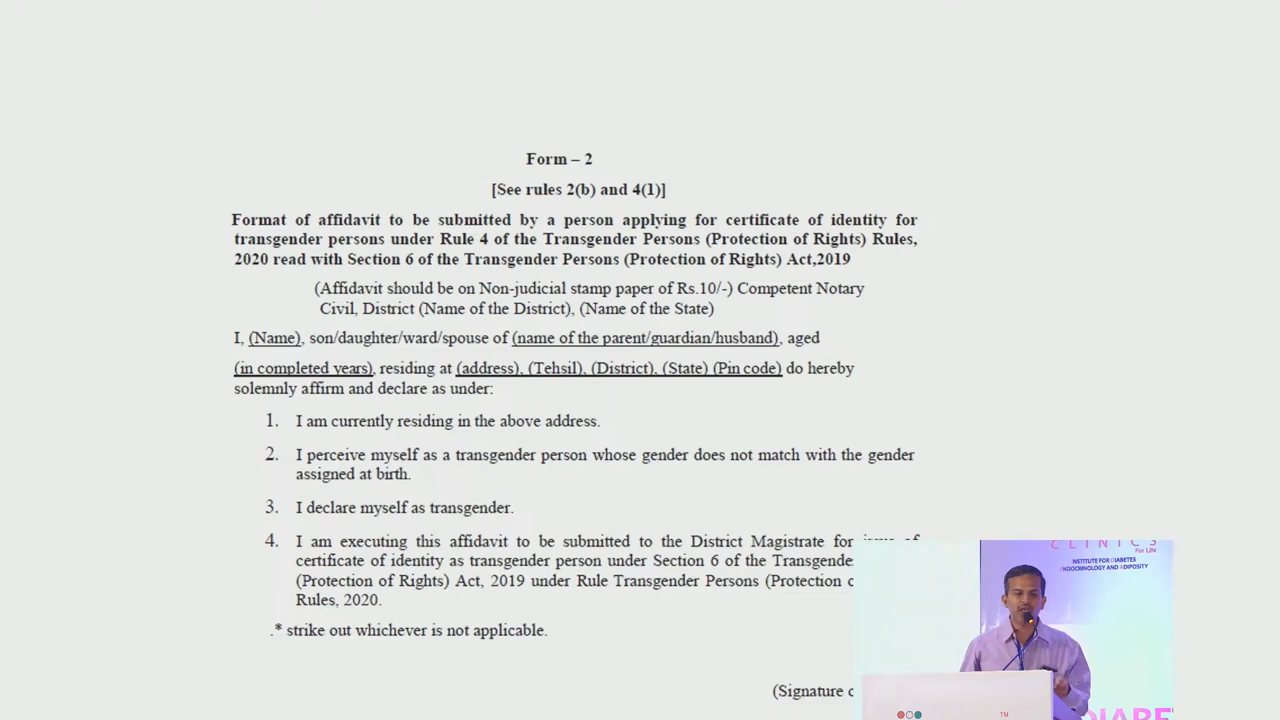 Form – 2
[See rules 2(b) and 4(1)]
Format of affidavit to be submitted by a person applying for certificate of identity for
transgender persons under Rule 4 of the Transgender Persons (Protection of Rights) Rules,
2020 read with Section 6 of the Transgender Persons (Protection of Rights) Act,2019
(Affidavit should be on Non-judicial stamp paper of Rs.10/-) Competent Notary
Civil, District (Name of the District), (Name of the State)
I, (Name), son/daughter/ward/spouse of (name of the parent/guardian/husband), aged
(in completed years), residing at (address), (Tehsil), (District), (State) (Pin code) do hereby
solemnly affirm and declare as under:
1. I am currently residing in the above address.
2. I perceive myself as a transgender person whose gender does not match with the gender
assigned at birth.
3. I declare myself as transgender.
4. I am executing this affidavit to be submitted to the District Magistrate for
certificate of identity as transgender person under Section 6 of the Transgende
(Protection of Rights) Act, 2019 under Rule Transgender Persons (Protection
Rules, 2020.
.* strike out whichever is not applicable.
(Signature
CLINICS
For Life
INSTITUTE FOR DIABETES
ENDOCRINOLOGY AND ADIPOSITY
TM
DIABE